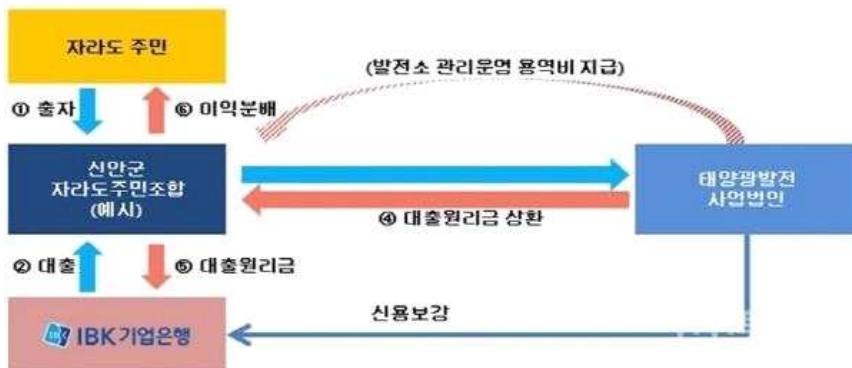 자라도 주민
(발전소 관리운영 용역비 지급)
① 출자
⑥ 이익분배
신안군
자라도주민조합
(예시)
태양광발전
사업법인
④ 대출원리금 상환
② 대출
⑤ 대출원리금
신용보강
IBK기업은행